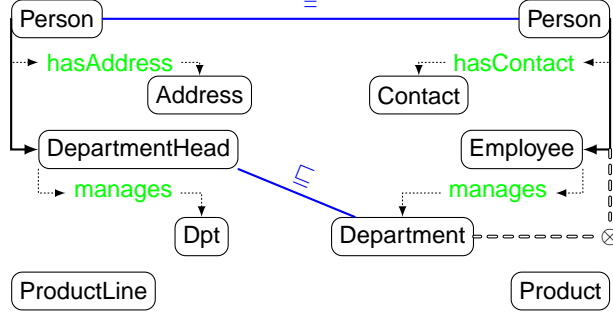 Person Person
hasAddress hasContact
Address Contact
DepartmentHead Employee
⊑
manages manages
Dpt Department
ProductLine Product